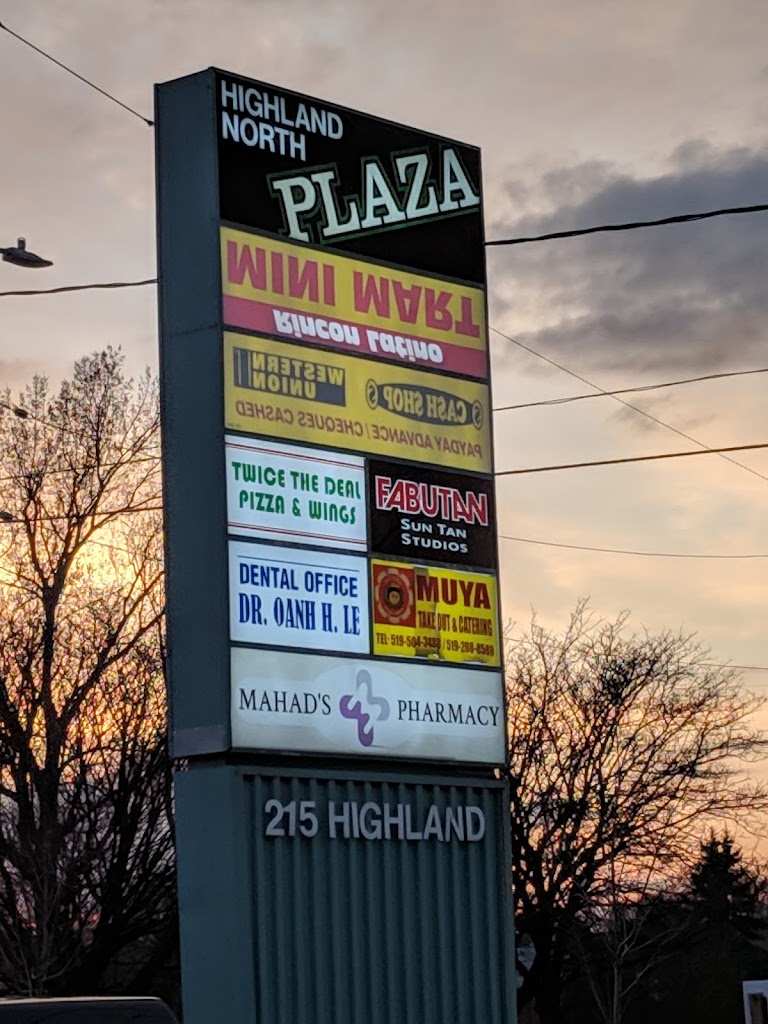 HIGHLAND
NORTH
PLAZA
MINI MART
Rincon Latino
$ CASH SHOP $
WESTERN
UNION
PAYDAY ADVANCE / CHEQUES CASHED
TWICE THE DEAL
PIZZA & WINGS
FABUTAN
SUN TAN
STUDIOS
DENTAL OFFICE
DR. OANH H. LE
MUYA
TAKE OUT & CATERING
TEL:
MAHAD'S PHARMACY
215 HIGHLAND